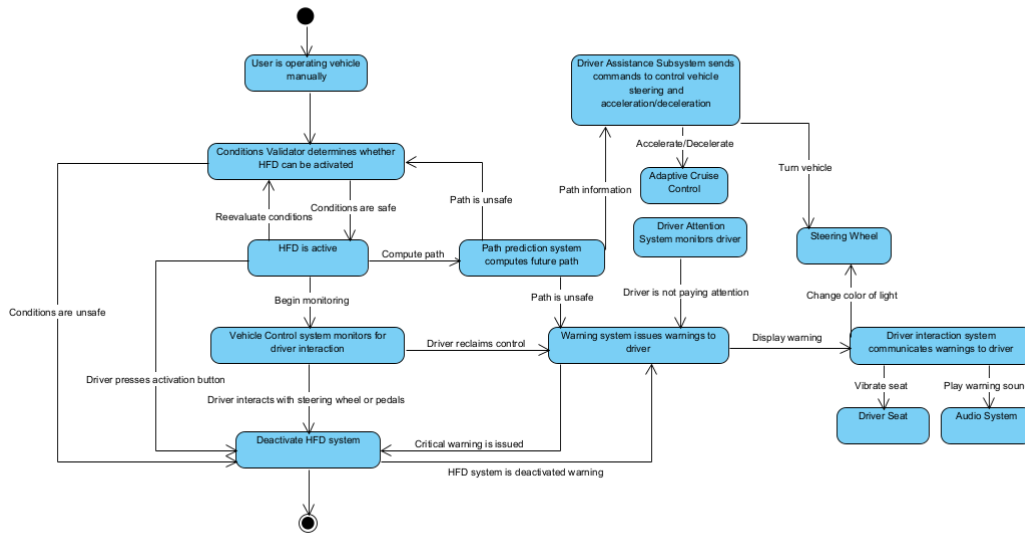 User is operating vehicle
manually
Driver Assistance Subsystem sends
commands to control vehicle
steering and
acceleration/deceleration
Conditions Validator determines whether
HFD can be activated
Accelerate/Decelerate
Turn vehicle
Adaptive Cruise
Control
Path information
Path is unsafe
Conditions are safe
Reevaluate conditions
Driver Attention
System monitors driver
Steering Wheel
HFD is active
Compute path
Path prediction system
computes future path
Driver is not paying attention
Path is unsafe
Change color of light
Begin monitoring
Conditions are unsafe
Vehicle Control system monitors for
driver interaction
Driver reclaims control
Warning system issues warnings to
driver
Display warning
Driver interaction system
communicates warnings to driver
Driver presses activation button
Vibrate seat
Play warning soun
Driver interacts with steering wheel or pedals
Driver Seat
Audio System
Deactivate HFD system
Critical warning is issued
HFD system is deactivated warning